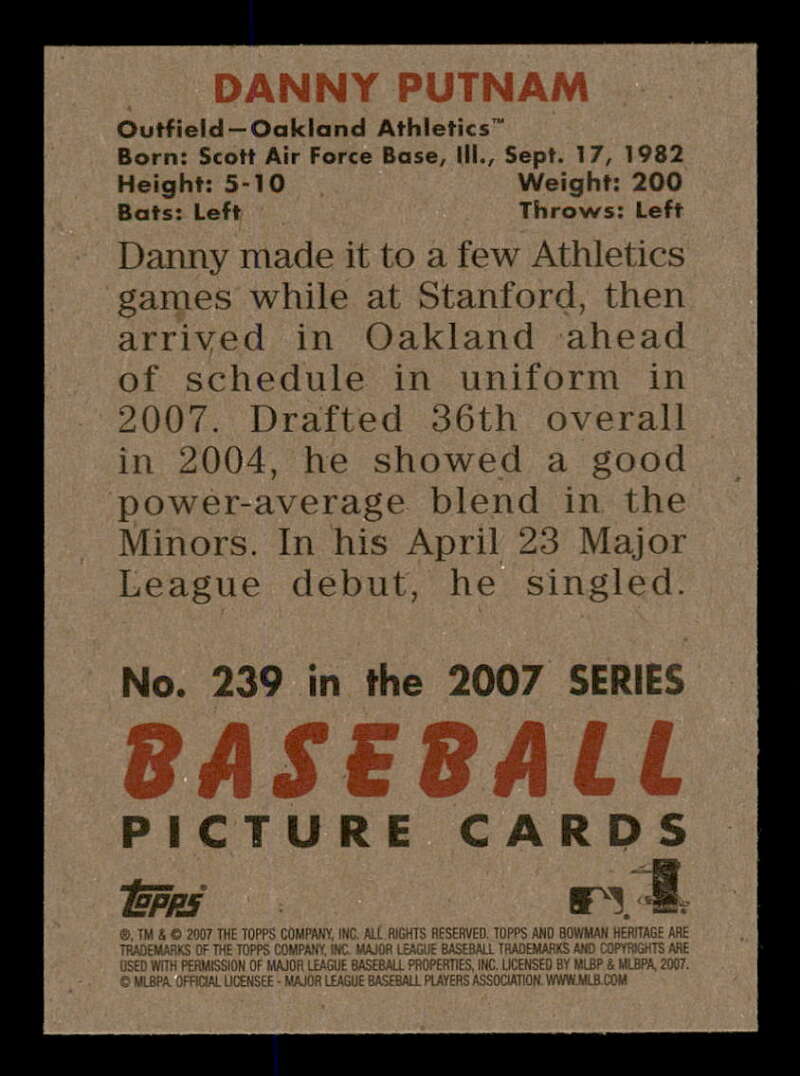 DANNY PUTNAM
Outfield—Oakland Athletics™
Born: Scott Air Force Base, Ill., Sept. 17, 1982
Height: 5-10 Weight: 200
Bats: Left Throws: Left
Danny made it to a few Athletics
games while at Stanford, then
arrived in Oakland ahead
of schedule in uniform in
2007. Drafted 36th overall
in 2004, he showed a good
power-average blend in the
Minors. In his April 23 Major
League debut, he singled.
No. 239 in the 2007 SERIES
BASEBALL
PICTURE CARDS
topps
®, TM & © 2007 THE TOPPS COMPANY, INC. ALL RIGHTS RESERVED. TOPPS AND BOWMAN HERITAGE ARE
TRADEMARKS OF THE TOPPS COMPANY, INC. MAJOR LEAGUE BASEBALL TRADEMARKS AND COPYRIGHTS ARE
USED WITH PERMISSION OF MAJOR LEAGUE BASEBALL PROPERTIES, INC. LICENSED BY MLBP & MLBPA, 2007.
© MLBPA. OFFICIAL LICENSEE - MAJOR LEAGUE BASEBALL PLAYERS ASSOCIATION. WWW.MLB.COM